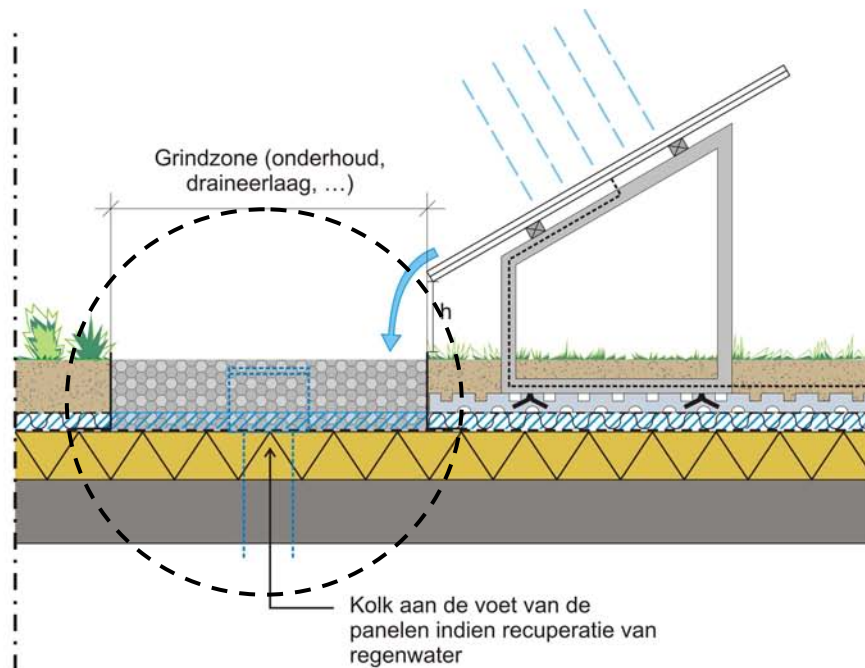 Grindzone (onderhoud,
draineerlaag, …)
h
Kolk aan de voet van de
panelen indien recuperatie van
regenwater